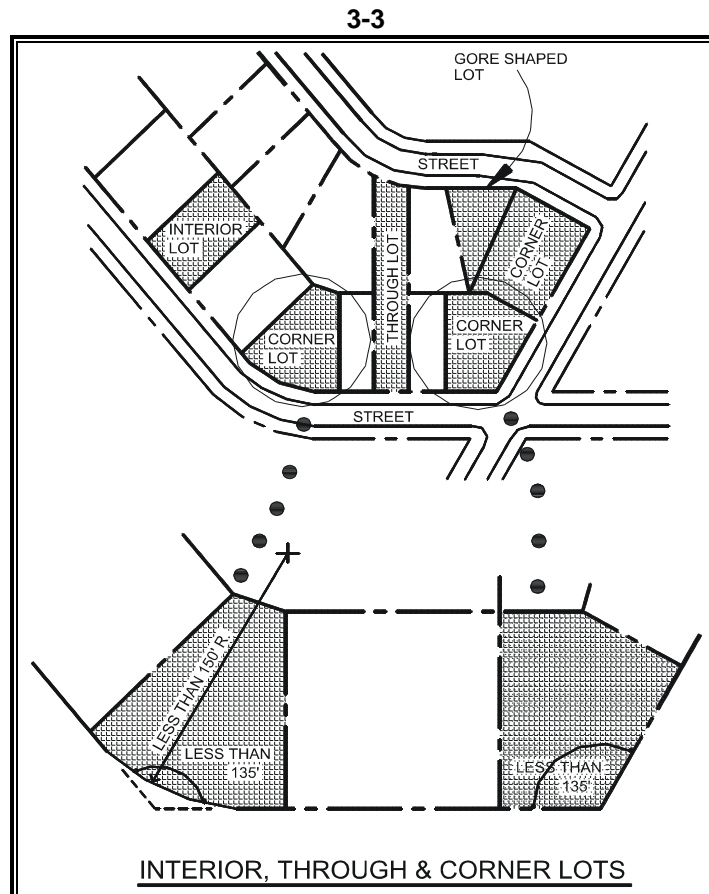 3-3
GORE SHAPED
LOT
STREET
INTERIOR
LOT
CORNER
LOT
THROUGH LOT
CORNER
LOT
CORNER
LOT
STREET
LESS THAN 150' R.
LESS THAN
135'
LESS THAN
135'
INTERIOR, THROUGH & CORNER LOTS